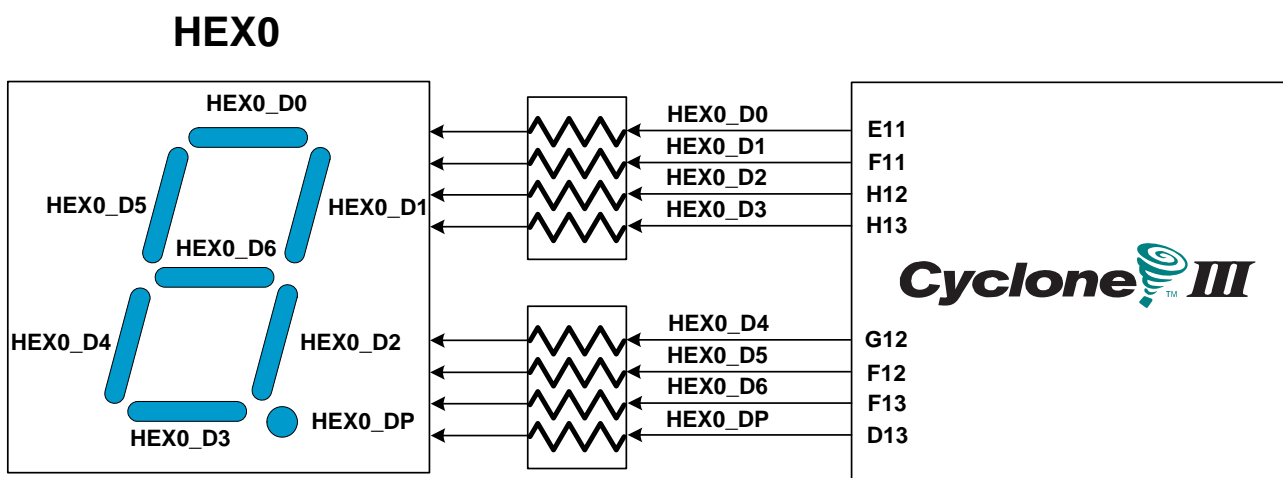 HEX0
HEX0_D0
HEX0_D5
HEX0_D1
HEX0_D6
HEX0_D4
HEX0_D2
HEX0_D3
HEX0_DP
HEX0_D0
E11
HEX0_D1
F11
HEX0_D2
H12
HEX0_D3
H13
Cyclone III
TM
HEX0_D4
G12
HEX0_D5
F12
HEX0_D6
F13
HEX0_DP
D13